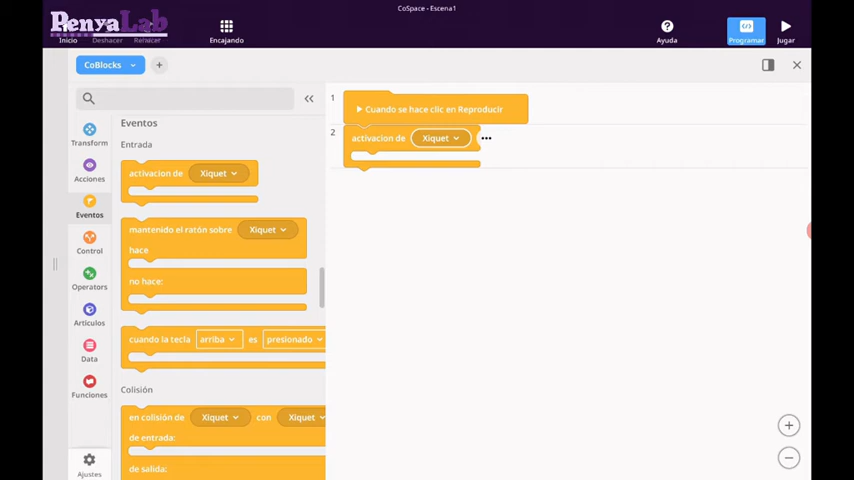 CoSpace - Escena1
PenyaLab
Inicio
Deshacer
Rehacer
Encajando
Ayuda
Programar
Jugar
CoBlocks
Transform
Acciones
Eventos
Control
Operators
Artículos
Data
Funciones
Ajustes
Eventos
Entrada
activacion de Xiquet
mantenido el ratón sobre Xiquet
hace
no hace:
cuando la tecla arriba es presionado
Colisión
en colisión de Xiquet con Xiquet
de entrada:
de salida:
1
Cuando se hace clic en Reproducir
2
activacion de Xiquet